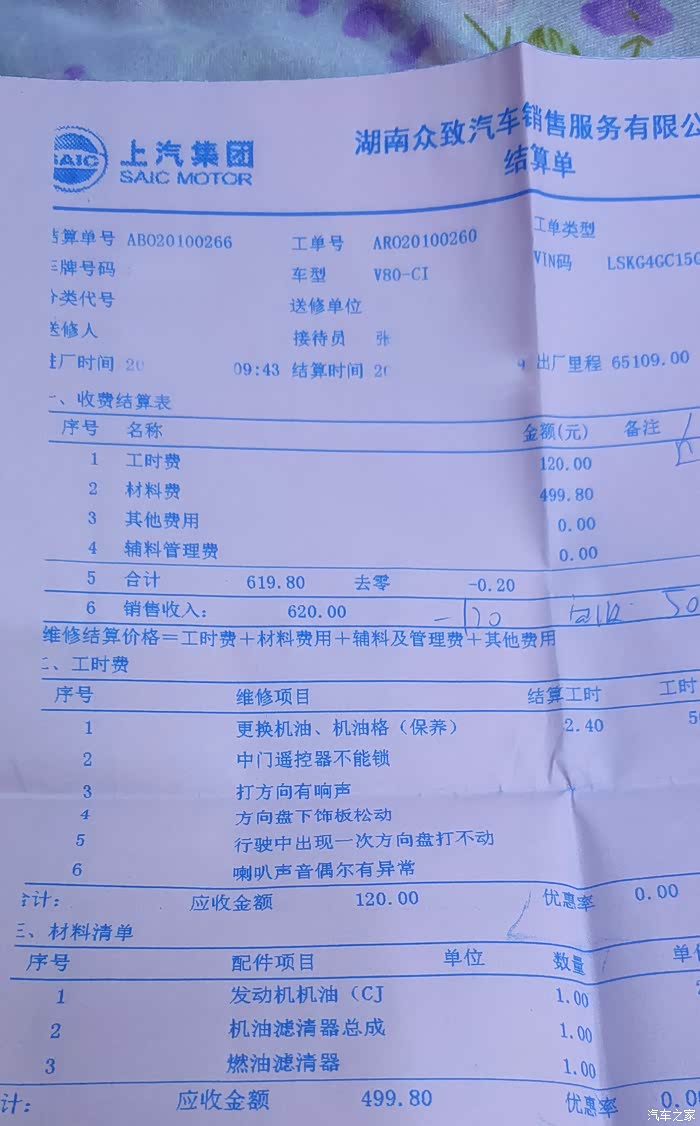 SAIC 上汽集团 湖南众致汽车销售服务有限公
SAIC MOTOR 结算单
算单号 ABO20100266 工单号 ARO20100260 工单类型
牌号码 车型 V80-CI VIN码 LSKG4GC15
分类代号 送修单位
送修人 接待员 张
进厂时间 20 09:43 结算时间 20 出厂里程 65109.00
一、收费结算表
序号 名称 金额(元) 备注
1 工时费 120.00
2 材料费 499.80
3 其他费用 0.00
4 辅料管理费 0.00
5 合计 619.80 去零 -0.20
6 销售收入: 620.00 -120 50
维修结算价格=工时费+材料费用+辅料及管理费+其他费用
二、工时费
序号 维修项目 结算工时 工时
1 更换机油、机油格（保养） 2.40 5
2 中门遥控器不能锁
3 打方向有响声
4 方向盘下饰板松动
5 行驶中出现一次方向盘打不动
6 喇叭声音偶尔有异常
合计: 应收金额 120.00 优惠率 0.00
三、材料清单
序号 配件项目 单位 数量 单
1 发动机机油（CJ 1.00
2 机油滤清器总成 1.00
3 燃油滤清器 1.00
计: 应收金额 499.80 优惠率 0.0
汽车之家